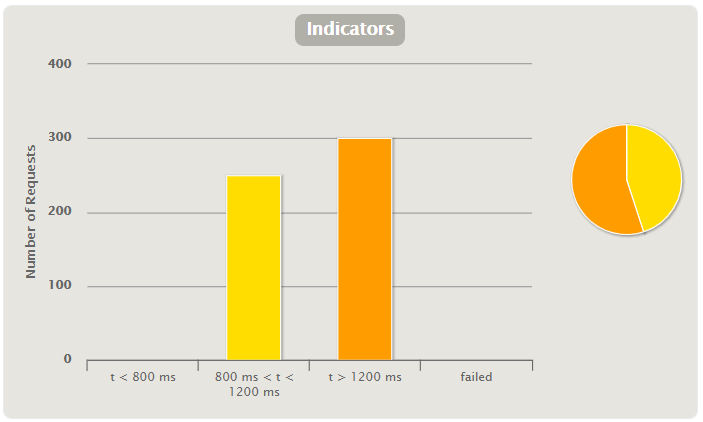 Indicators
Number of Requests
400
300
200
100
0
t < 800 ms
800 ms < t <
1200 ms
t > 1200 ms
failed